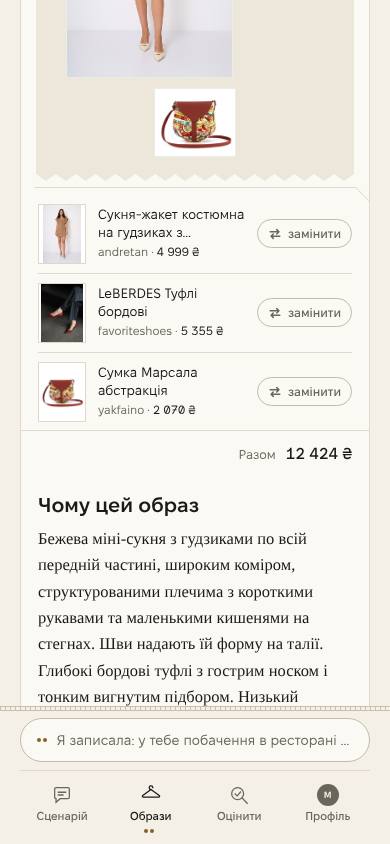 Сукня-жакет костюмна
на гудзиках з...
andretan · 4 999 ₴
замінити
LeBERDES Туфлі
бордові
favoriteshoes · 5 355 ₴
замінити
Сумка Марсала
абстракція
yakfaino · 2 070 ₴
замінити
Разом 12 424 ₴
Чому цей образ
Бежева міні-сукня з гудзиками по всій
передній частині, широким коміром,
структурованими плечима з короткими
рукавами та маленькими кишенями на
стегнах. Шви надають їй форму на талії.
Глибокі бордові туфлі з гострим носком і
тонким вигнутим підбором. Низький
Я записала: у тебе побачення в ресторані ...
Сценарій
Образи
Оцінити
М
Профіль